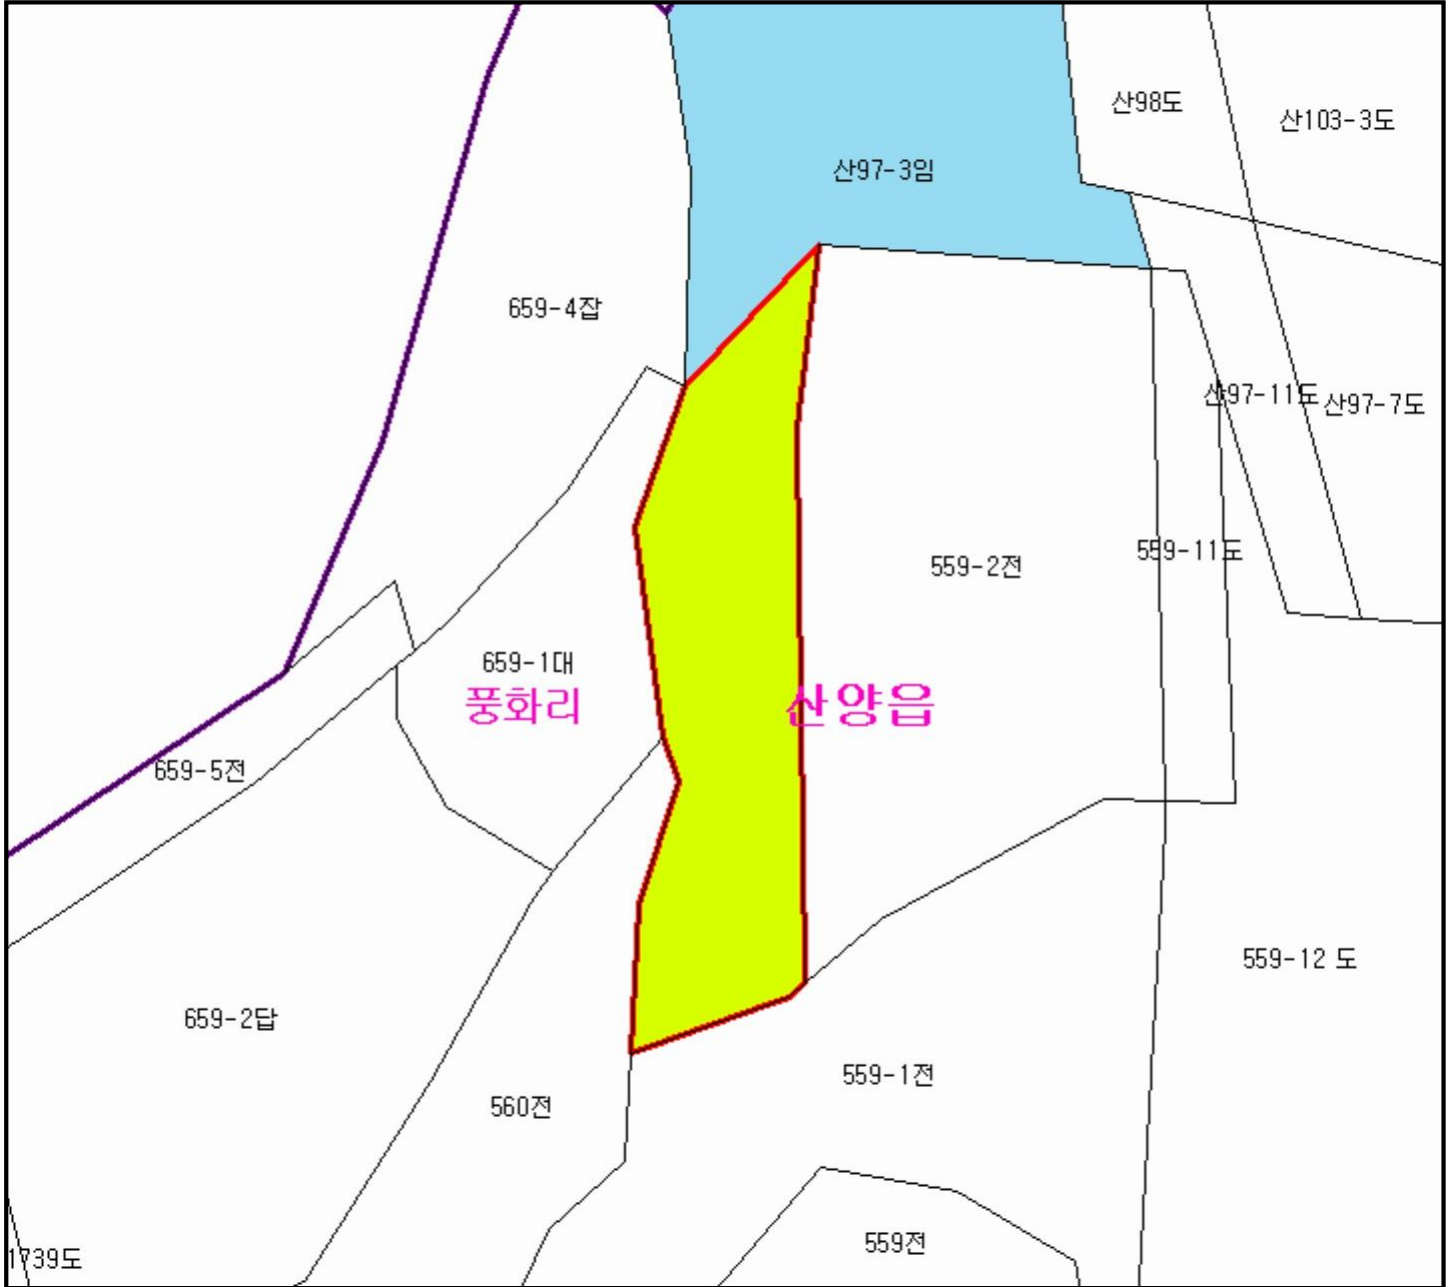 산98도
산103-3도
산97-3임
659-4잡
산97-11도
산97-7도
559-11도
559-2전
659-1대
풍화리
산양읍
659-5전
559-12 도
659-2답
559-1전
560전
559전
1739도